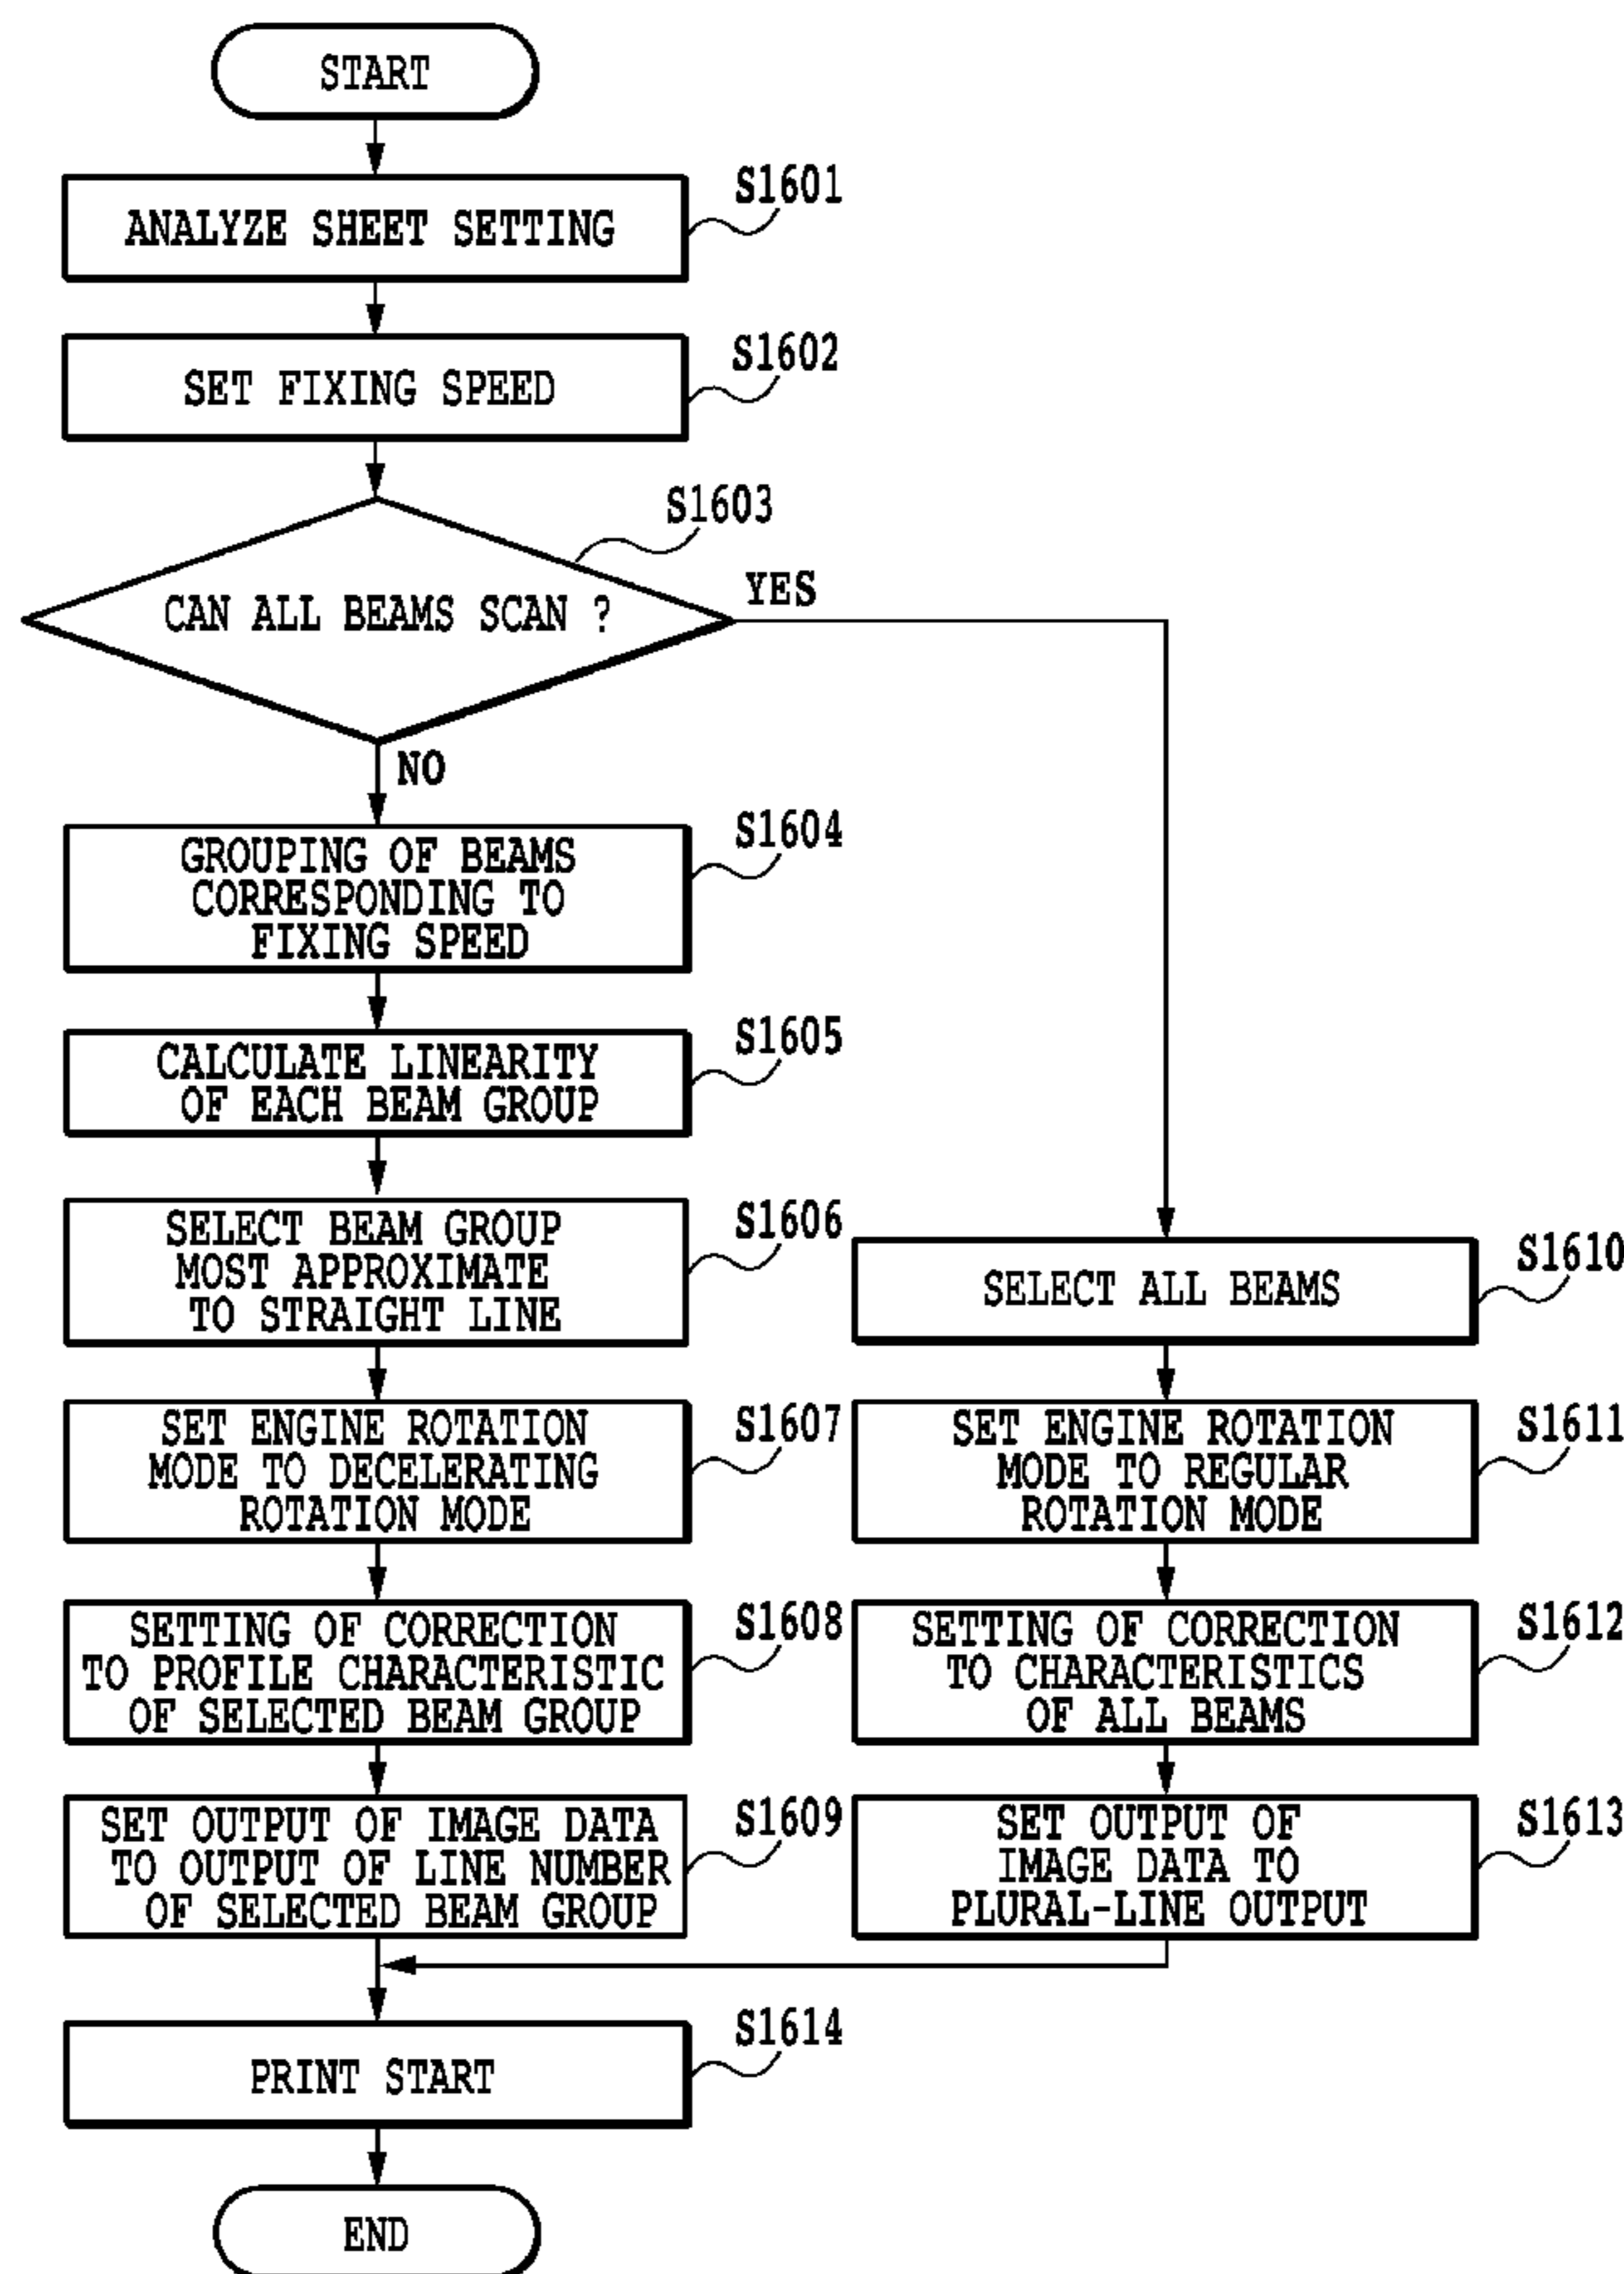 START
S1601
ANALYZE SHEET SETTING
S1602
SET FIXING SPEED
S1603
CAN ALL BEAMS SCAN ?
YES
NO
S1604
GROUPING OF BEAMS
CORRESPONDING TO
FIXING SPEED
S1605
CALCULATE LINEARITY
OF EACH BEAM GROUP
S1606
SELECT BEAM GROUP
MOST APPROXIMATE
TO STRAIGHT LINE
S1607
SET ENGINE ROTATION
MODE TO DECELERATING
ROTATION MODE
S1608
SETTING OF CORRECTION
TO PROFILE CHARACTERISTIC
OF SELECTED BEAM GROUP
S1609
SET OUTPUT OF IMAGE DATA
TO OUTPUT OF LINE NUMBER
OF SELECTED BEAM GROUP
S1610
SELECT ALL BEAMS
S1611
SET ENGINE ROTATION
MODE TO REGULAR
ROTATION MODE
S1612
SETTING OF CORRECTION
TO CHARACTERISTICS
OF ALL BEAMS
S1613
SET OUTPUT OF
IMAGE DATA TO
PLURAL-LINE OUTPUT
S1614
PRINT START
END